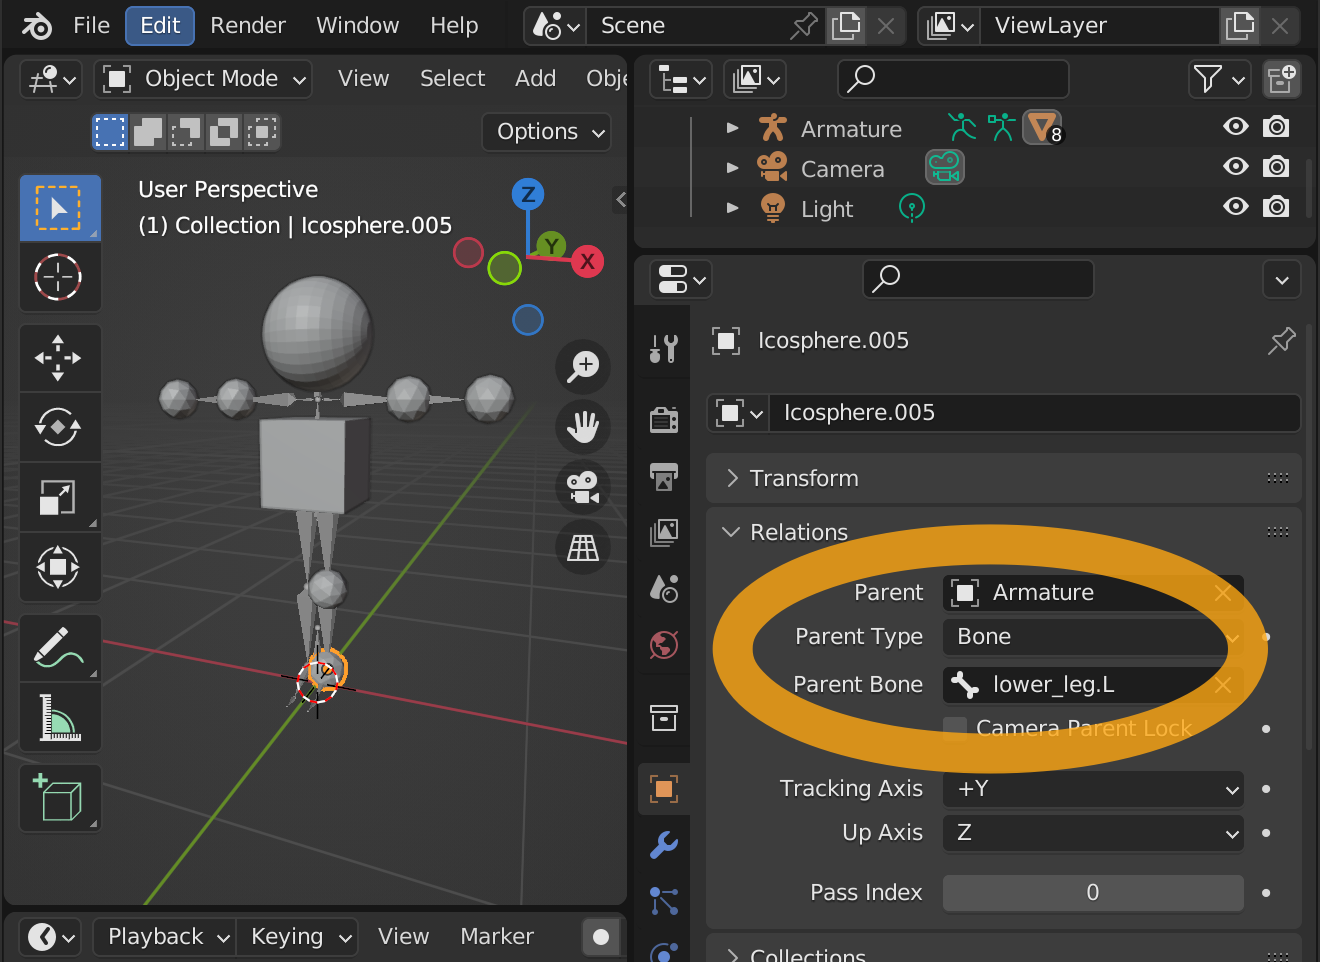 File Edit Render Window Help Scene ViewLayer
Object Mode View Select Add Obje
Options
User Perspective
(1) Collection | Icosphere.005
Z
Y
X
Armature 8
Camera
Light
Icosphere.005
Icosphere.005
Transform
Relations
Parent Armature
Parent Type Bone
Parent Bone lower_leg.L
Camera Parent Lock
Tracking Axis +Y
Up Axis Z
Pass Index 0
Collections
Playback Keying View Marker